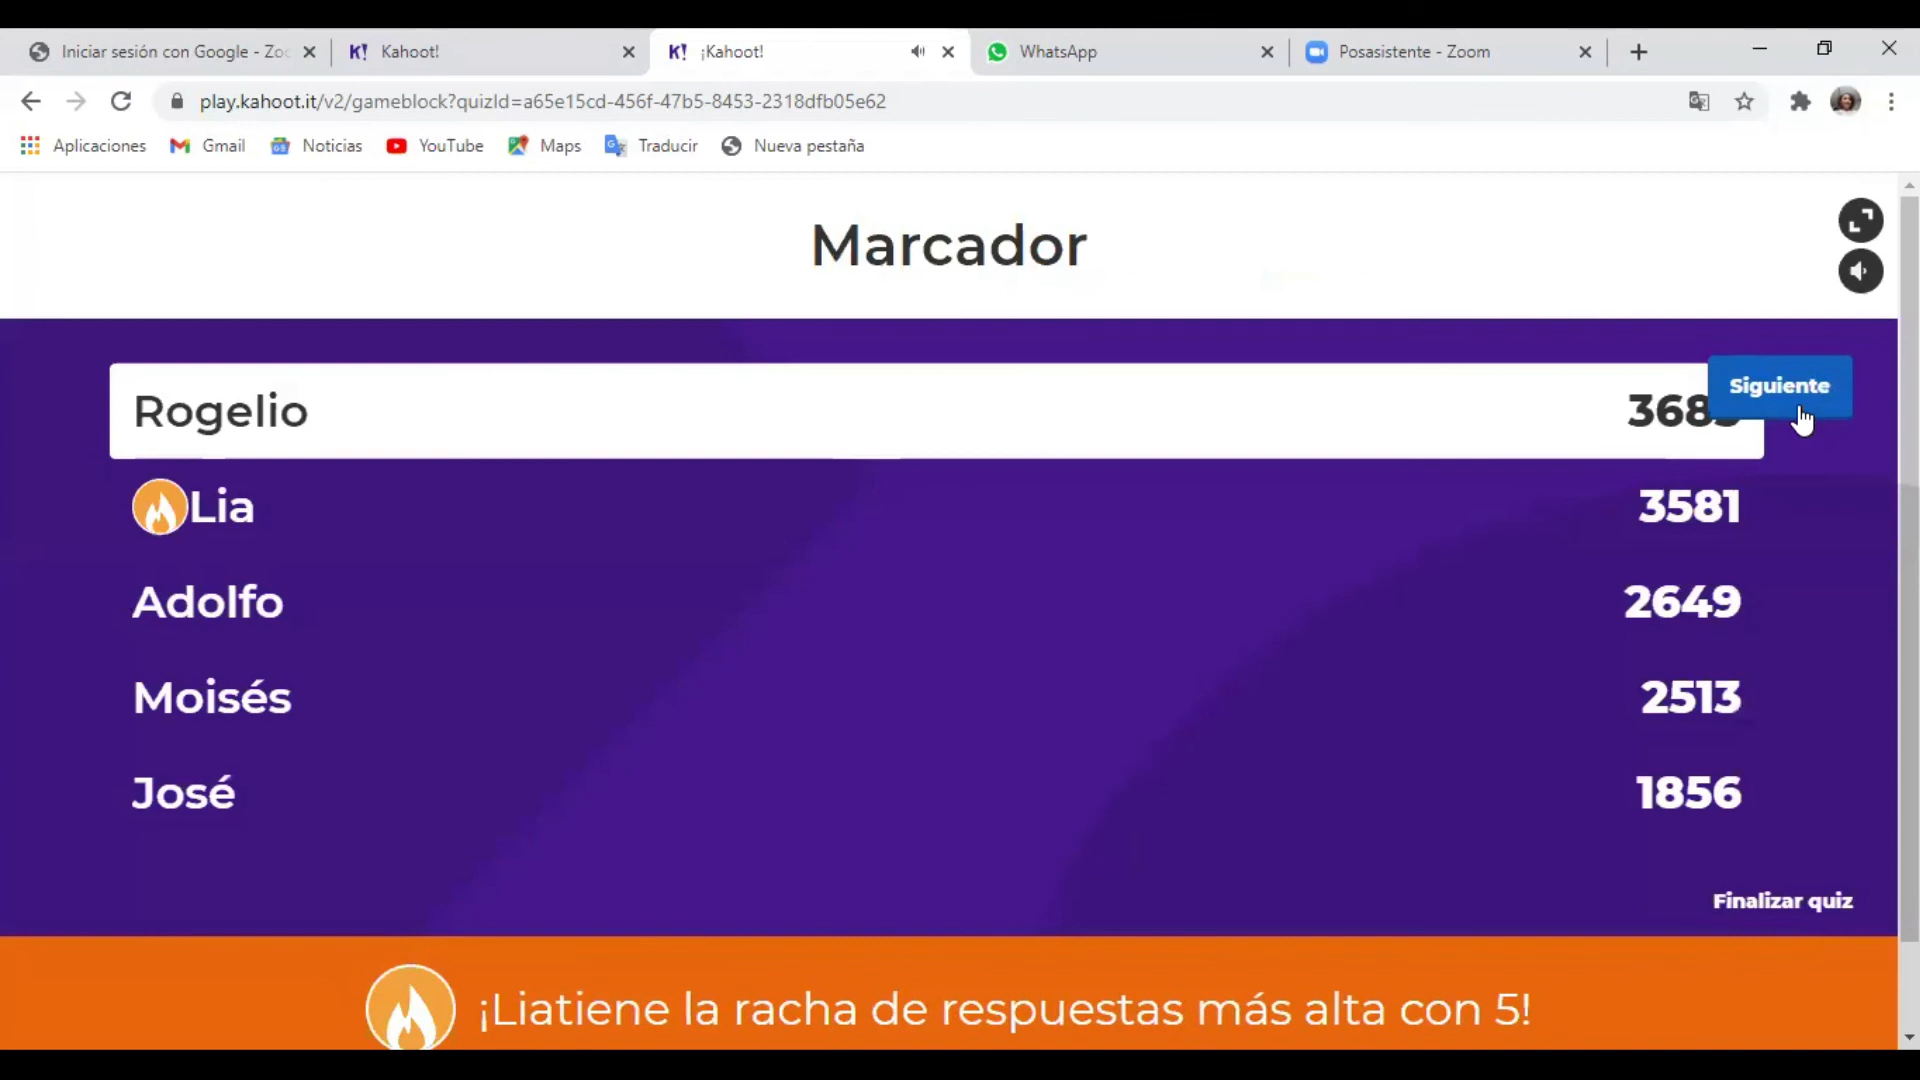 Iniciar sesión con Google - Zoo
K! Kahoot!
K! ¡Kahoot!
WhatsApp
Posasistente - Zoom
play.kahoot.it/v2/gameblock?quizId=a65e15cd-456f-47b5-8453-2318dfb05e62
Aplicaciones
Gmail
Noticias
YouTube
Maps
Traducir
Nueva pestaña
Marcador
Siguiente
Rogelio
Lia 3581
Adolfo 2649
Moisés 2513
José 1856
Finalizar quiz
¡Liatiene la racha de respuestas más alta con 5!